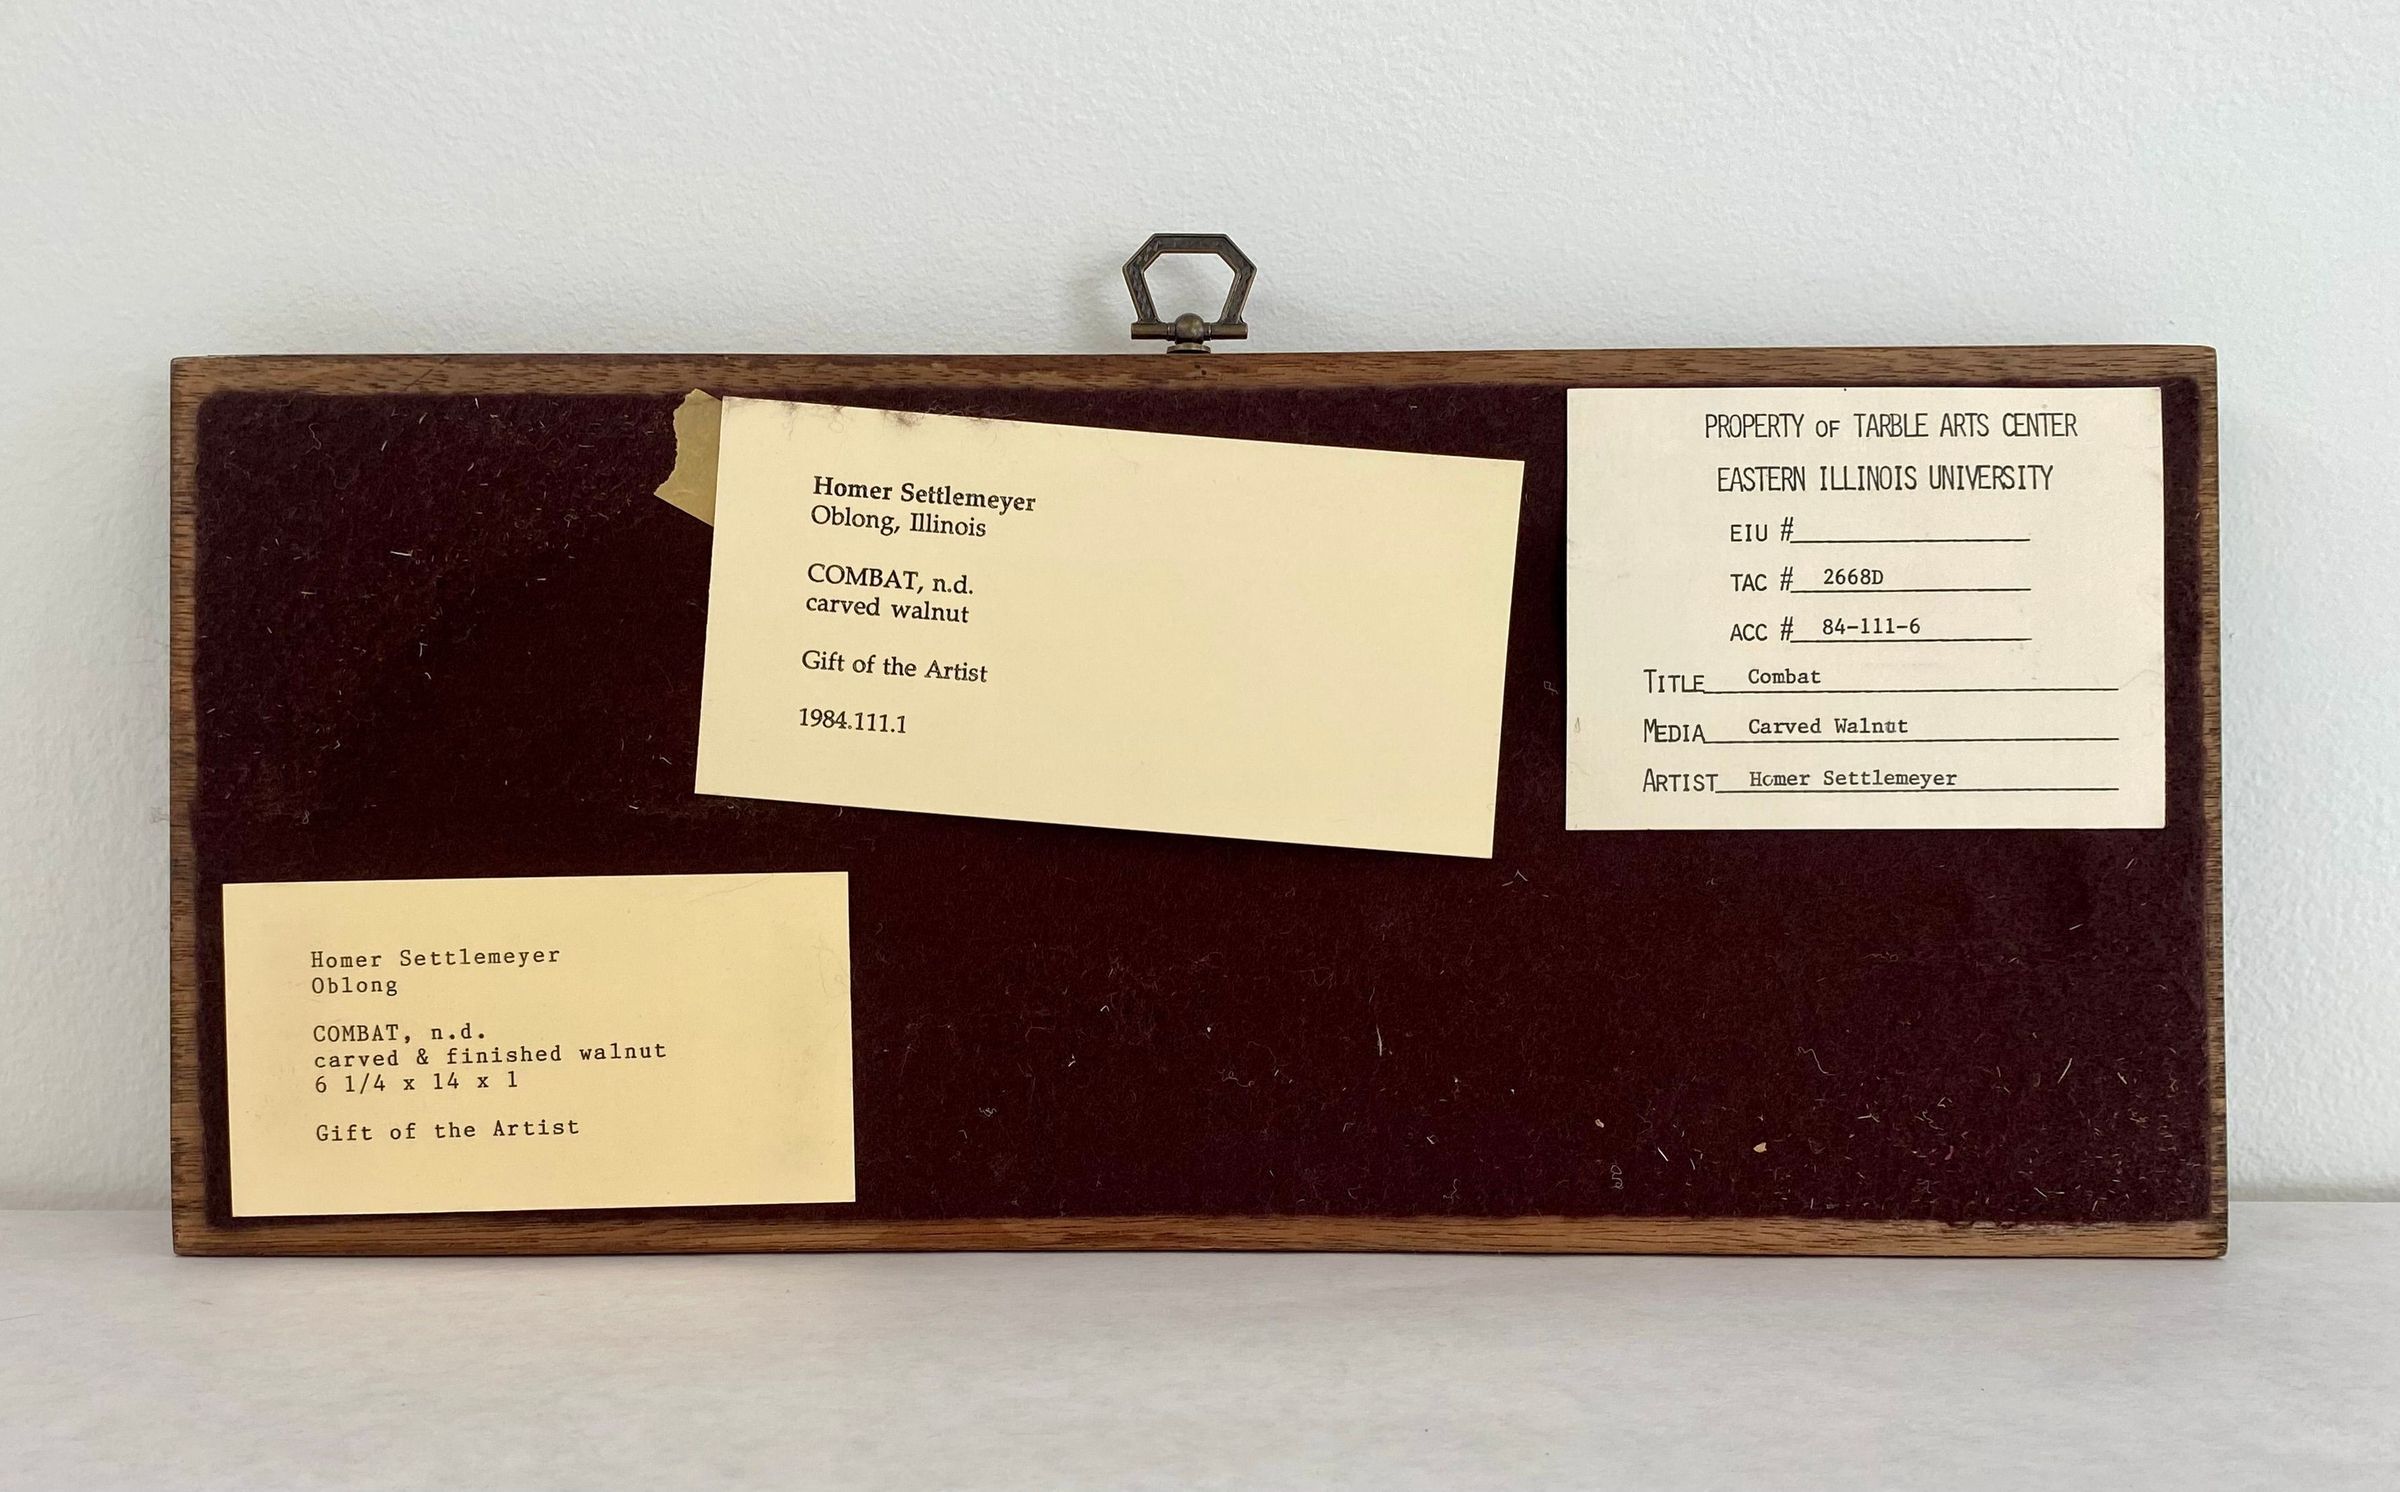 Homer Settlemeyer
Oblong, Illinois
COMBAT, n.d.
carved walnut
Gift of the Artist
1984.111.1
PROPERTY OF TARBLE ARTS CENTER
EASTERN ILLINOIS UNIVERSITY
EIU #
TAC # 2668D
ACC # 84-111-6
TITLE Combat
MEDIA Carved Walnut
ARTIST Homer Settlemeyer
Homer Settlemeyer
Oblong
COMBAT, n.d.
carved & finished walnut
6 1/4 x 14 x 1
Gift of the Artist